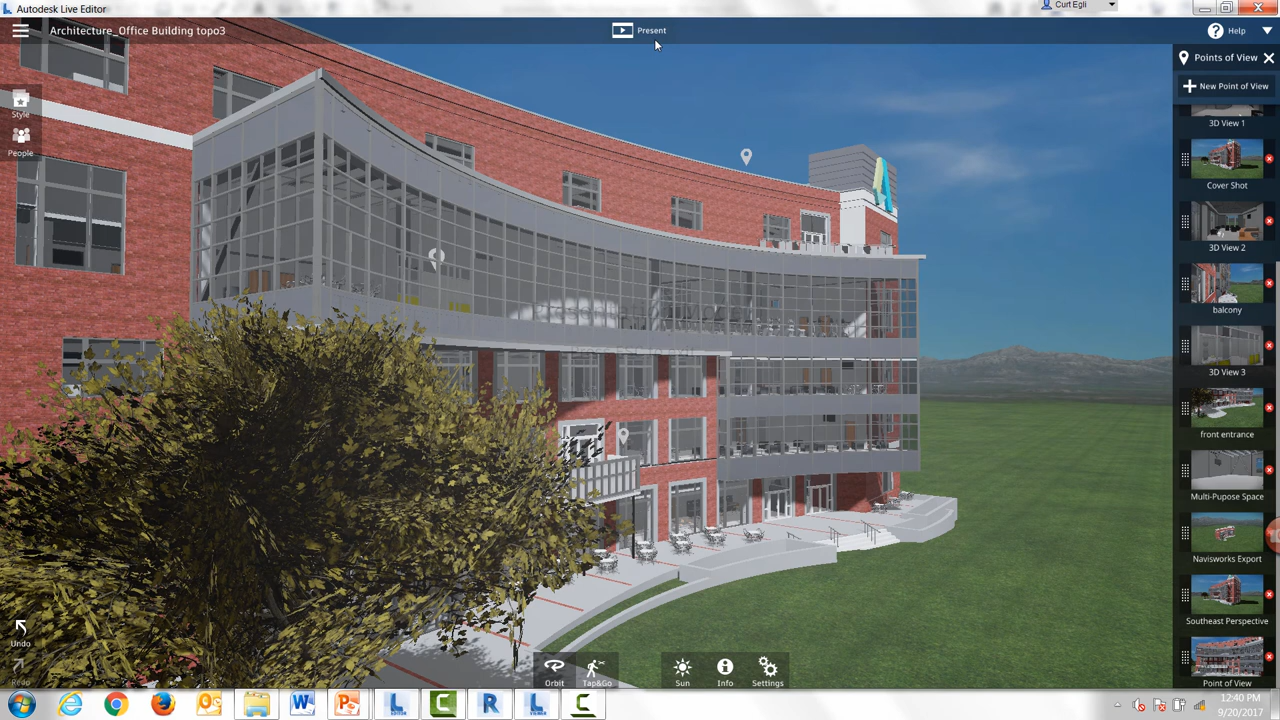 Autodesk Live Editor
Curt Egli
Architecture_Office Building topo3
Present
Help
Points of View
New Point of View
3D View 1
Cover Shot
3D View 2
balcony
3D View 3
front entrance
Multi-Pupose Space
Navisworks Export
Southeast Perspective
Point of View
Style
People
Undo
Redo
Orbit
Tap&Go
Sun
Info
Settings
12:40 PM
9/20/2017